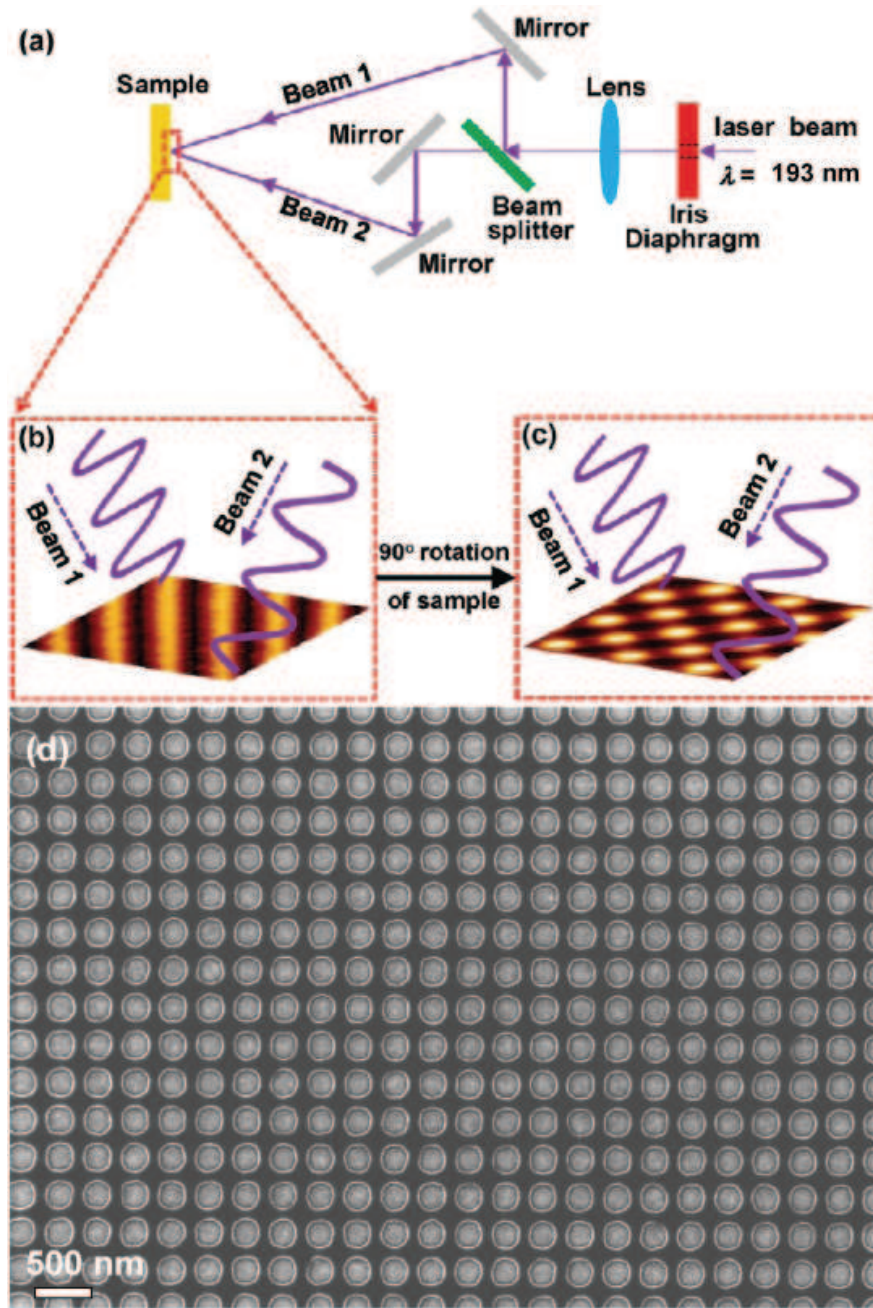 (a)
Mirror
Sample
Beam 1
Lens
Mirror
laser beam
λ = 193 nm
Beam 2
Beam
splitter
Iris
Diaphragm
Mirror
(b)
Beam 1
Beam 2
90° rotation
of sample
(c)
Beam 1
Beam 2
(d)
500 nm